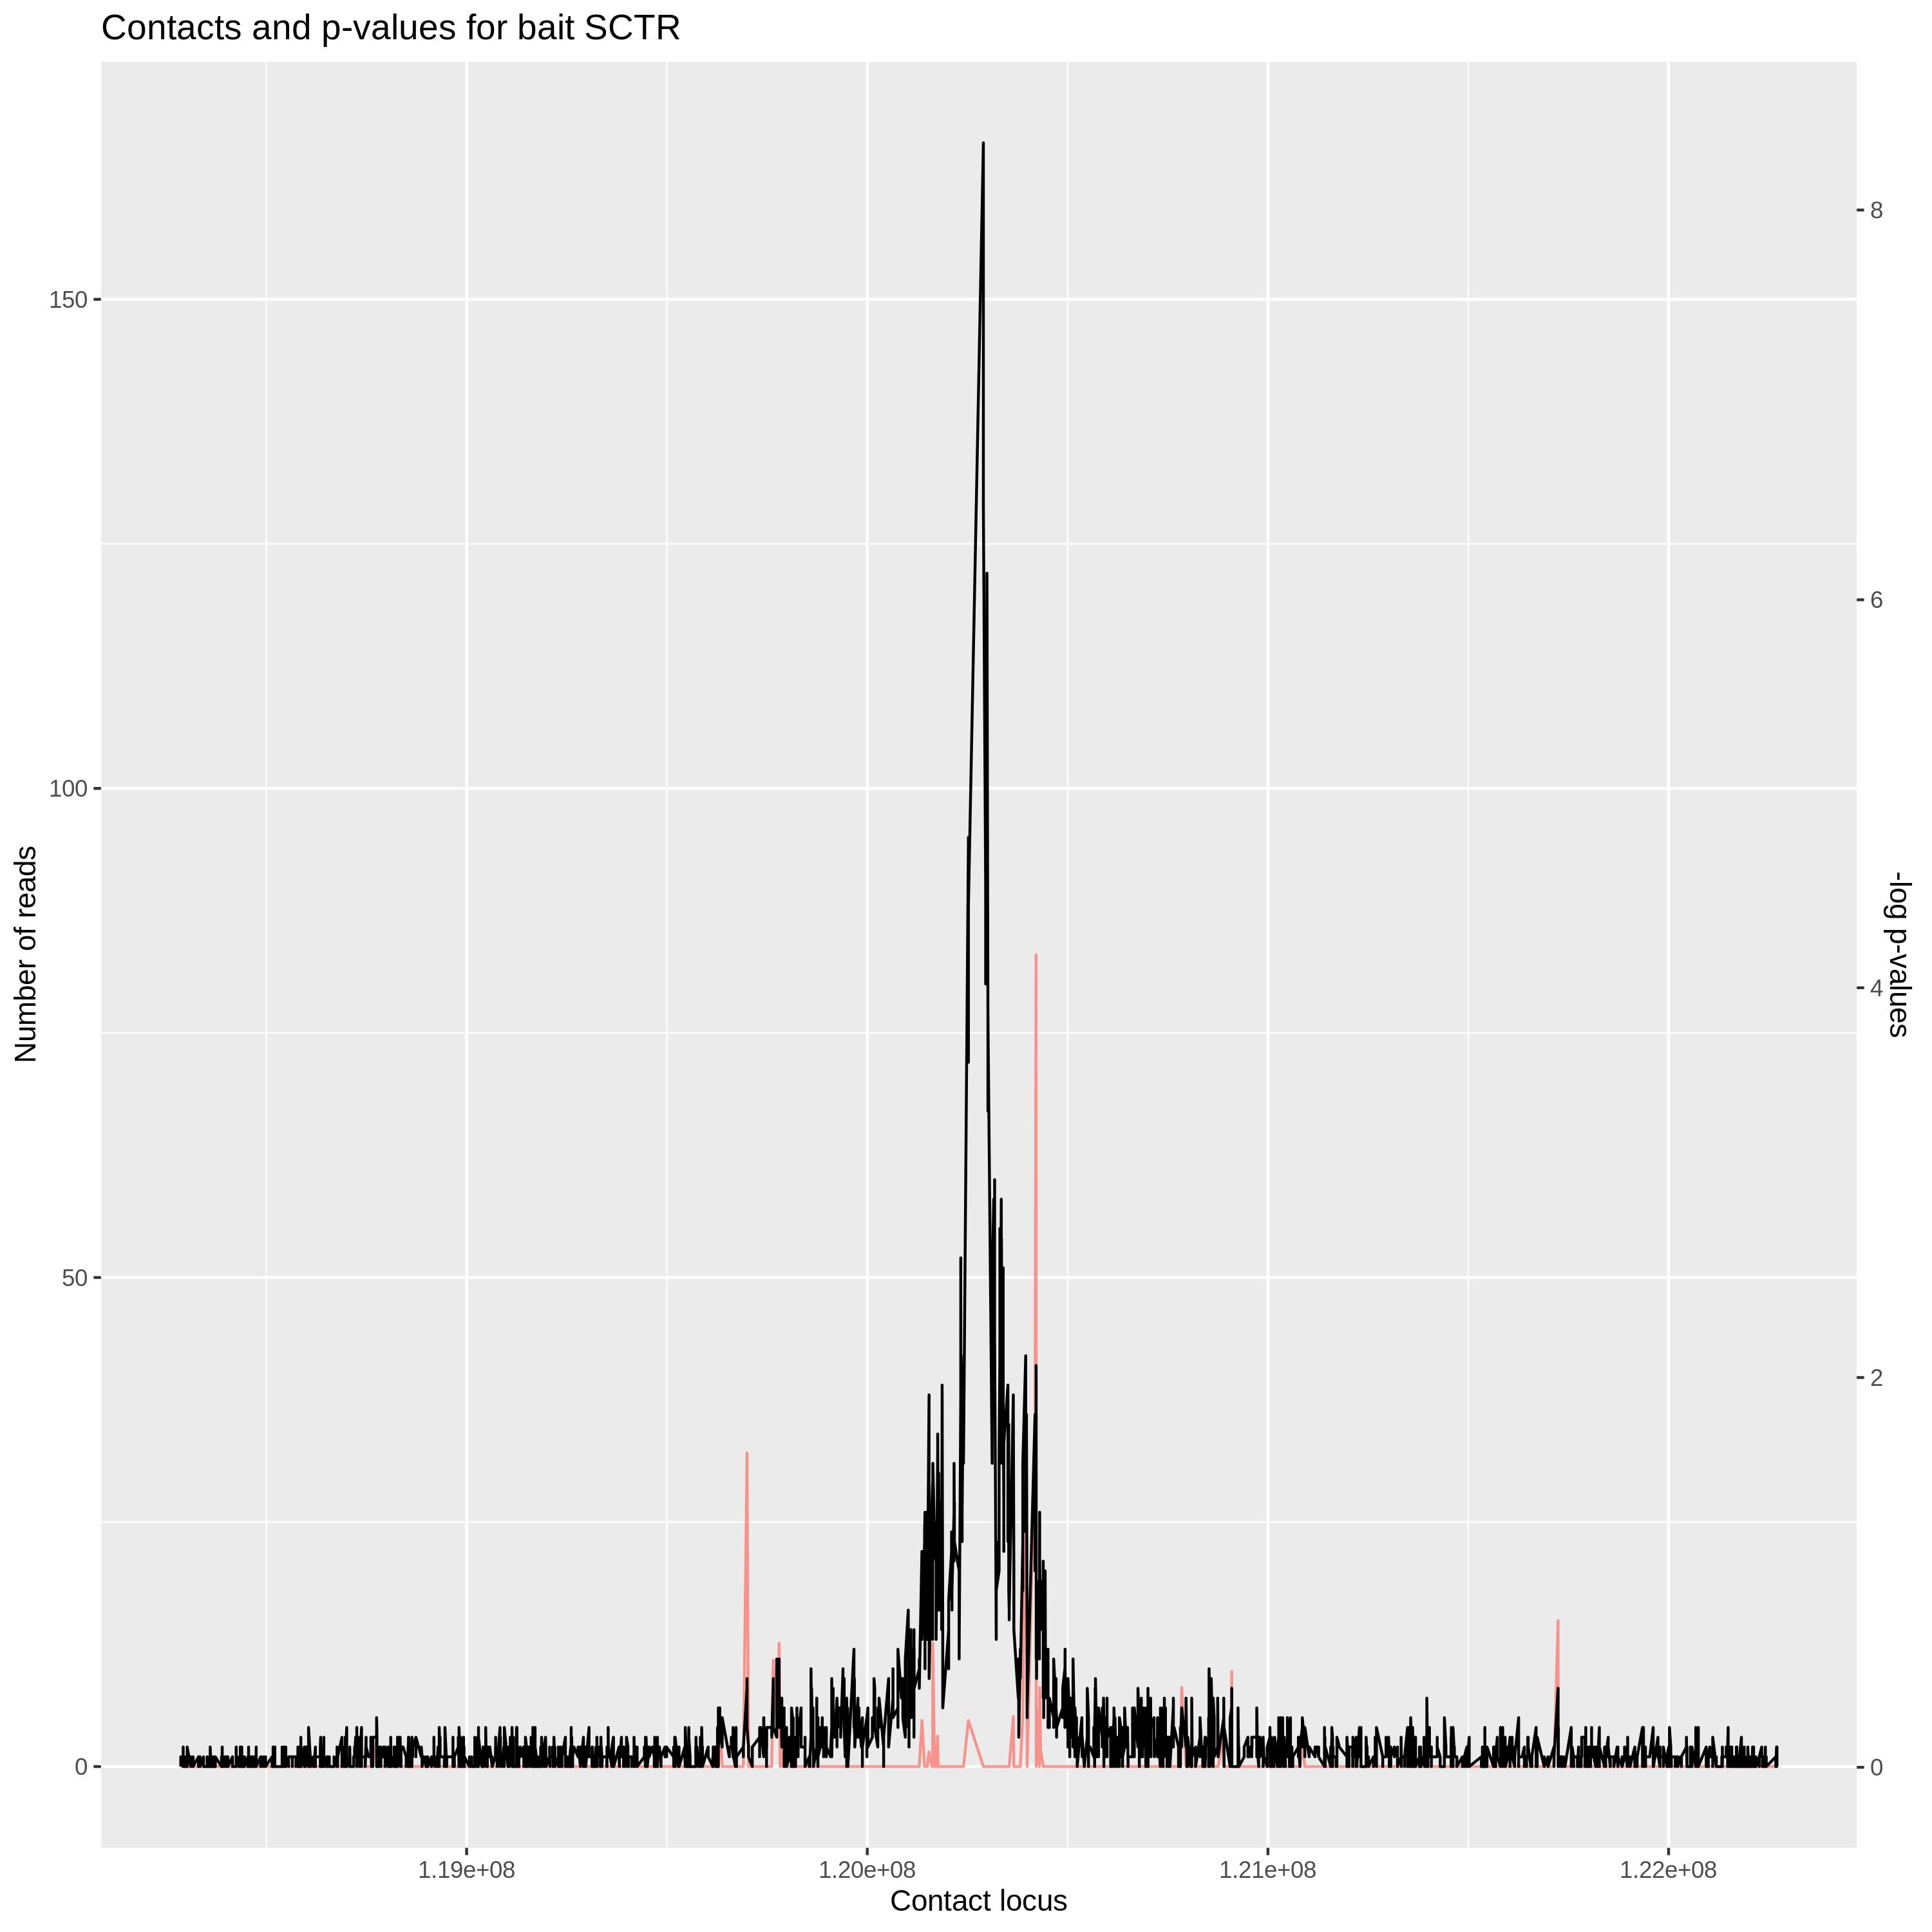 Contacts and p-values for bait SCTR
150
100
50
0
Number of reads
8
6
4
2
0
-log p-values
1.19e+08
1.20e+08
1.21e+08
1.22e+08
Contact locus